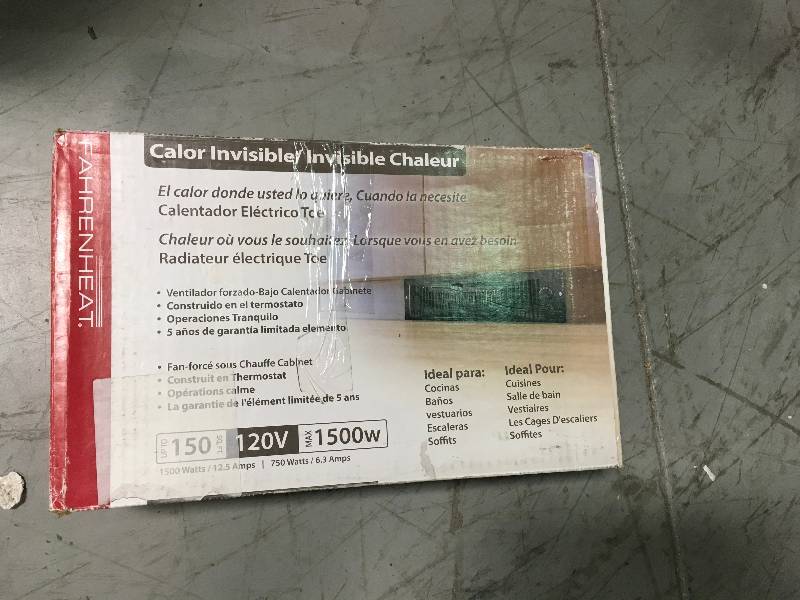 FAHRENHEAT.
Calor Invisible/ Invisible Chaleur
El calor donde usted lo quiere, Cuando la necesite
Calentador Eléctrico Toe
Chaleur où vous le souhaitez, Lorsque vous en avez besoin
Radiateur électrique Toe
• Ventilador forzado-Bajo Calentador Gabinete
• Construido en el termostato
• Operaciones Tranquilo
• 5 años de garantía limitada elemento
• Fan-forcé sous Chauffe Cabinet
• Construit en Thermostat
• Opérations calme
• La garantie de l'élément limitée de 5 ans
UP TO 150 SQ. FT. 120V MAX 1500w
1500 Watts / 12.5 Amps | 750 Watts / 6.3 Amps
Ideal para:
Cocinas
Baños
vestuarios
Escaleras
Soffits
Ideal Pour:
Cuisines
Salle de bain
Vestiaires
Les Cages D'escaliers
Soffites